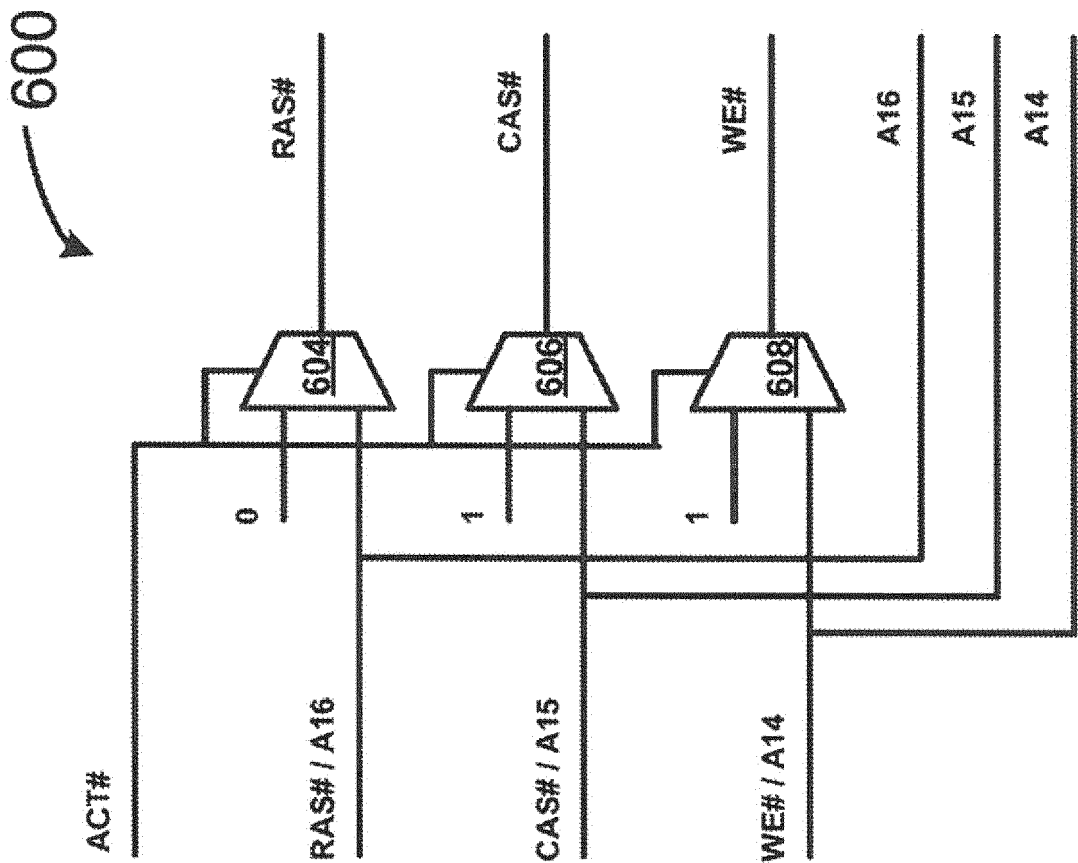 600
ACT#
RAS# / A16
CAS# / A15
WE# / A14
0
1
1
604
606
608
RAS#
CAS#
WE#
A16
A15
A14